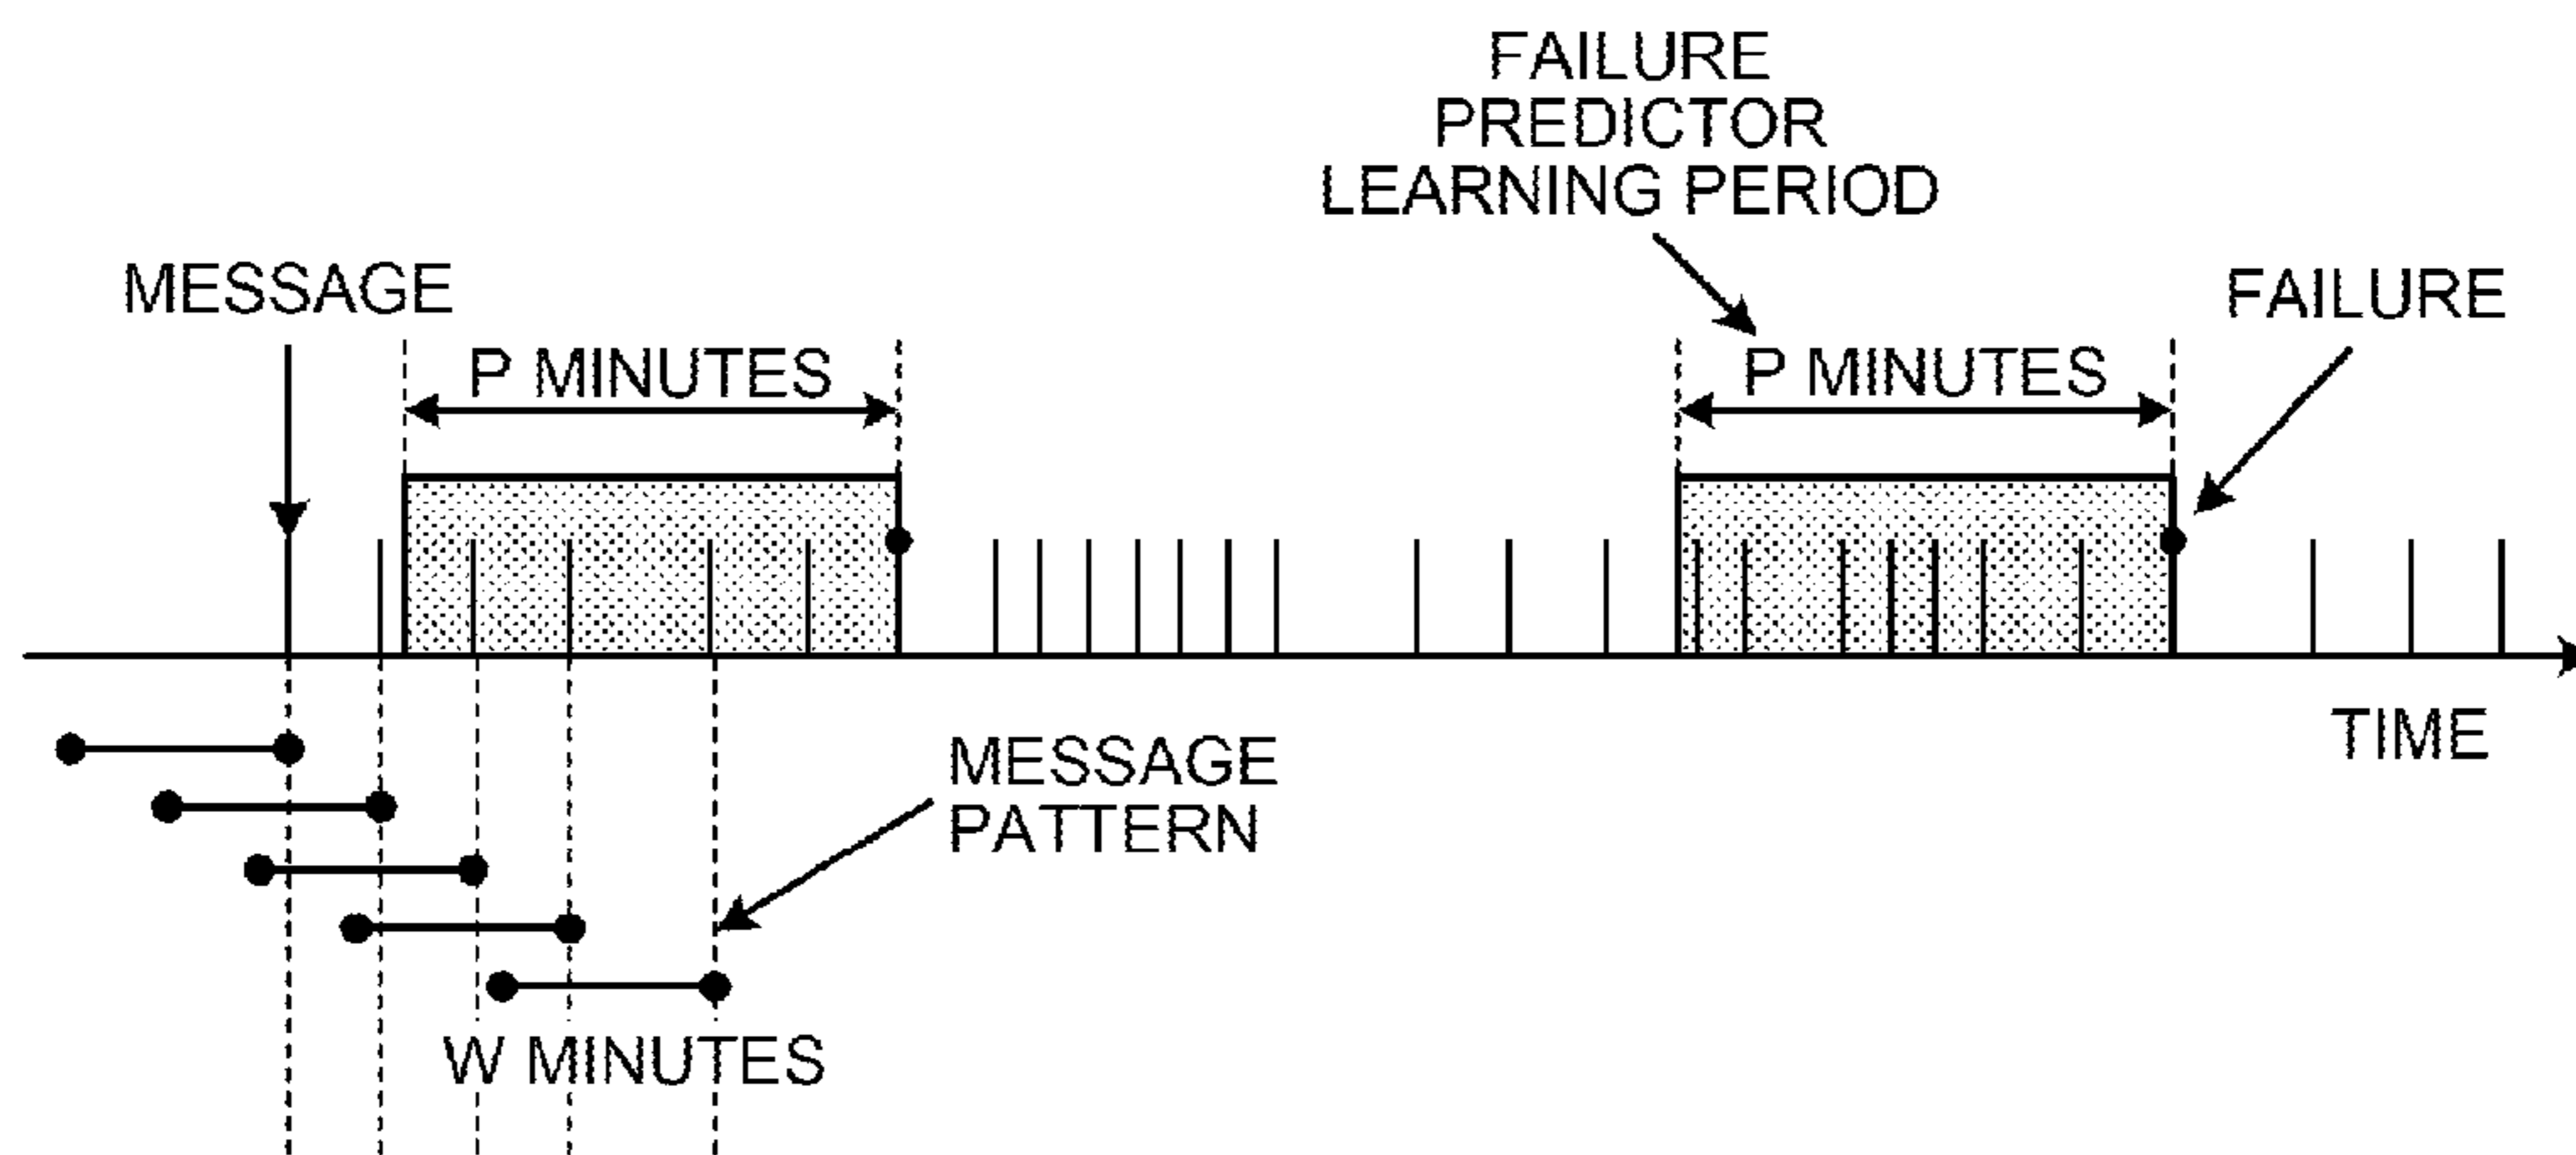 FAILURE
PREDICTOR
LEARNING PERIOD
MESSAGE
FAILURE
P MINUTES
P MINUTES
TIME
MESSAGE
PATTERN
W MINUTES